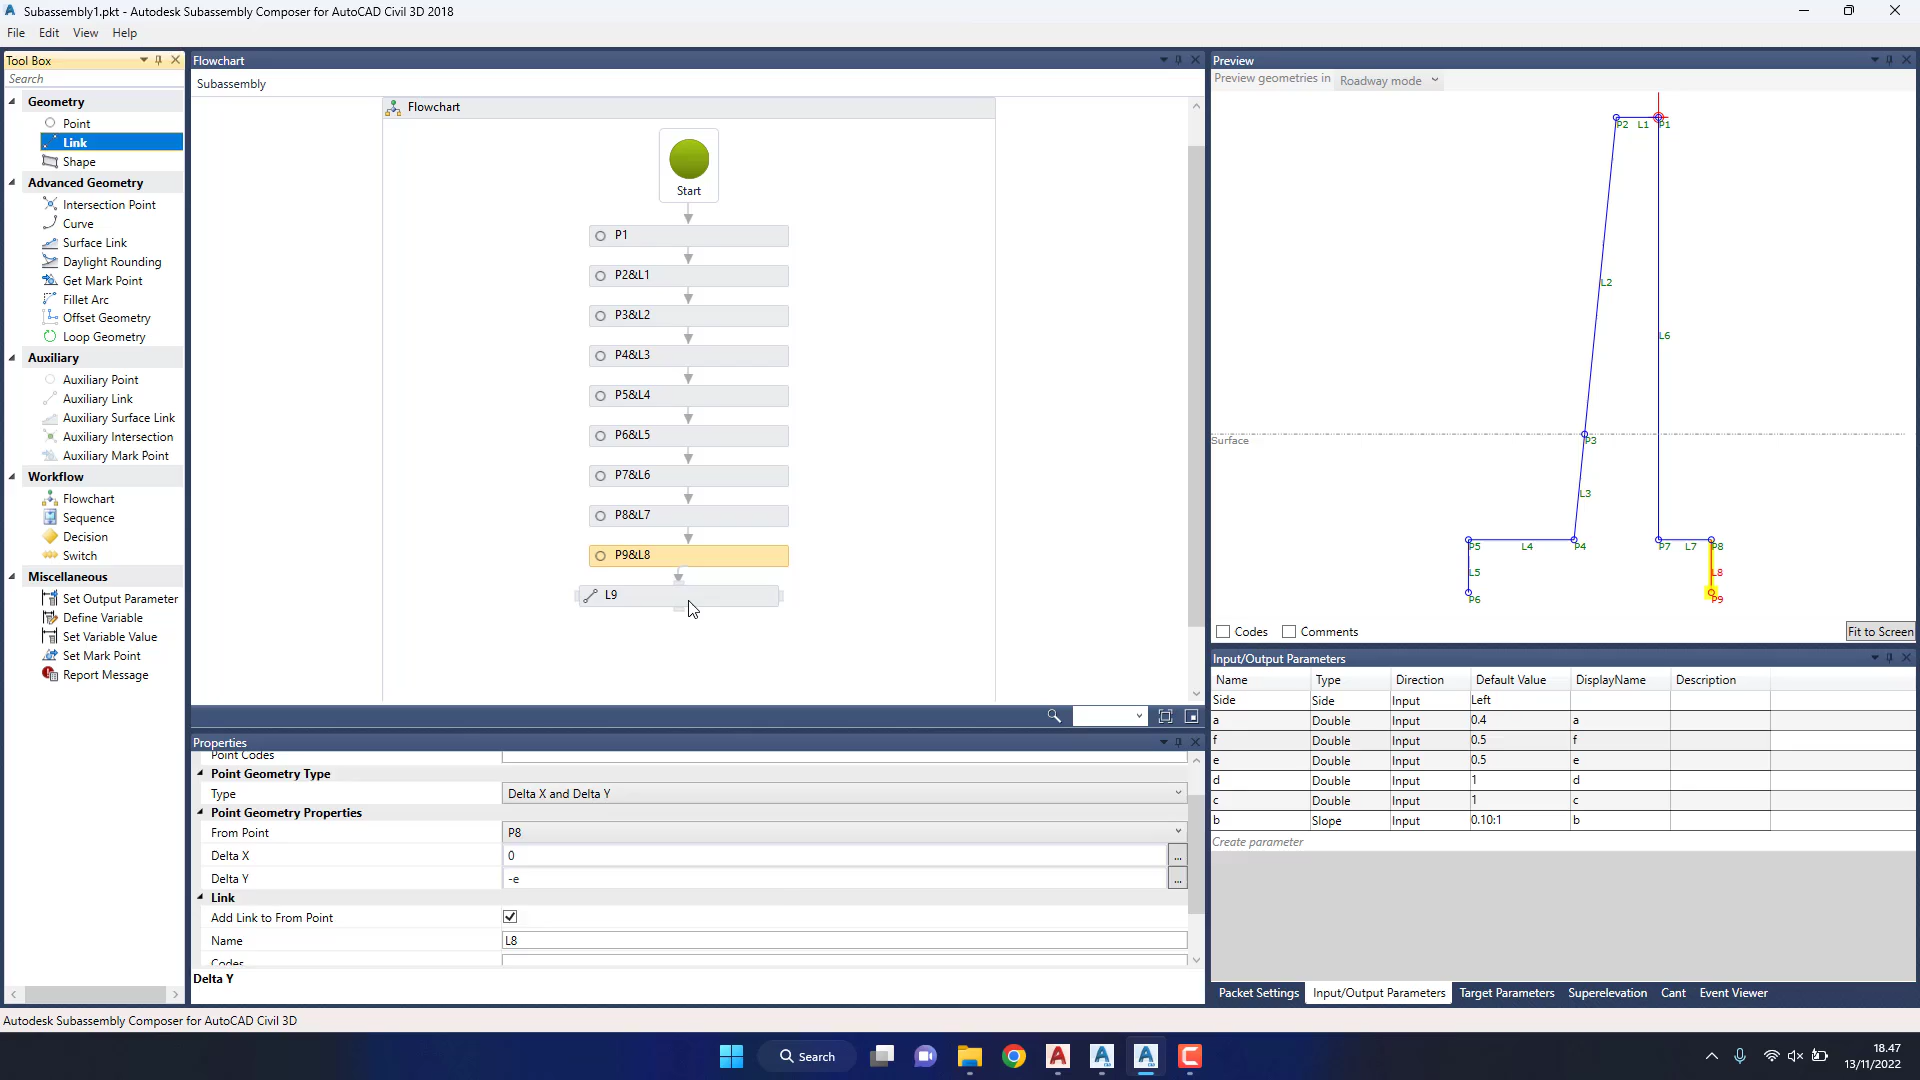 Subassembly1.pkt - Autodesk Subassembly Composer for AutoCAD Civil 3D 2018
File Edit View Help
Tool Box
Search
Geometry
Point
Link
Shape
Advanced Geometry
Intersection Point
Curve
Surface Link
Daylight Rounding
Get Mark Point
Fillet Arc
Offset Geometry
Loop Geometry
Auxiliary
Auxiliary Point
Auxiliary Link
Auxiliary Surface Link
Auxiliary Intersection
Auxiliary Mark Point
Workflow
Flowchart
Sequence
Decision
Switch
Miscellaneous
Set Output Parameter
Define Variable
Set Variable Value
Set Mark Point
Report Message
Flowchart
Subassembly
Flowchart
Start
P1
P2&L1
P3&L2
P4&L3
P5&L4
P6&L5
P7&L6
P8&L7
P9&L8
L9
Properties
Point Codes
Point Geometry Type
Type Delta X and Delta Y
Point Geometry Properties
From Point P8
Delta X 0 ...
Delta Y -e ...
Link
Add Link to From Point
Name L8
Codes
Delta Y
Preview
Preview geometries in Roadway mode
P2 L1 P1
L2
L6
Surface
P3
L3
P5 L4 P4 P7 L7 P8
L5 L8
P6 P9
Codes Comments Fit to Screen
Input/Output Parameters
Name Type Direction Default Value DisplayName Description
Side Side Input Left
a Double Input 0.4 a
f Double Input 0.5 f
e Double Input 0.5 e
d Double Input 1 d
c Double Input 1 c
b Slope Input 0.10:1 b
Create parameter
Packet Settings Input/Output Parameters Target Parameters Superelevation Cant Event Viewer
Autodesk Subassembly Composer for AutoCAD Civil 3D
Search
18.47
13/11/2022